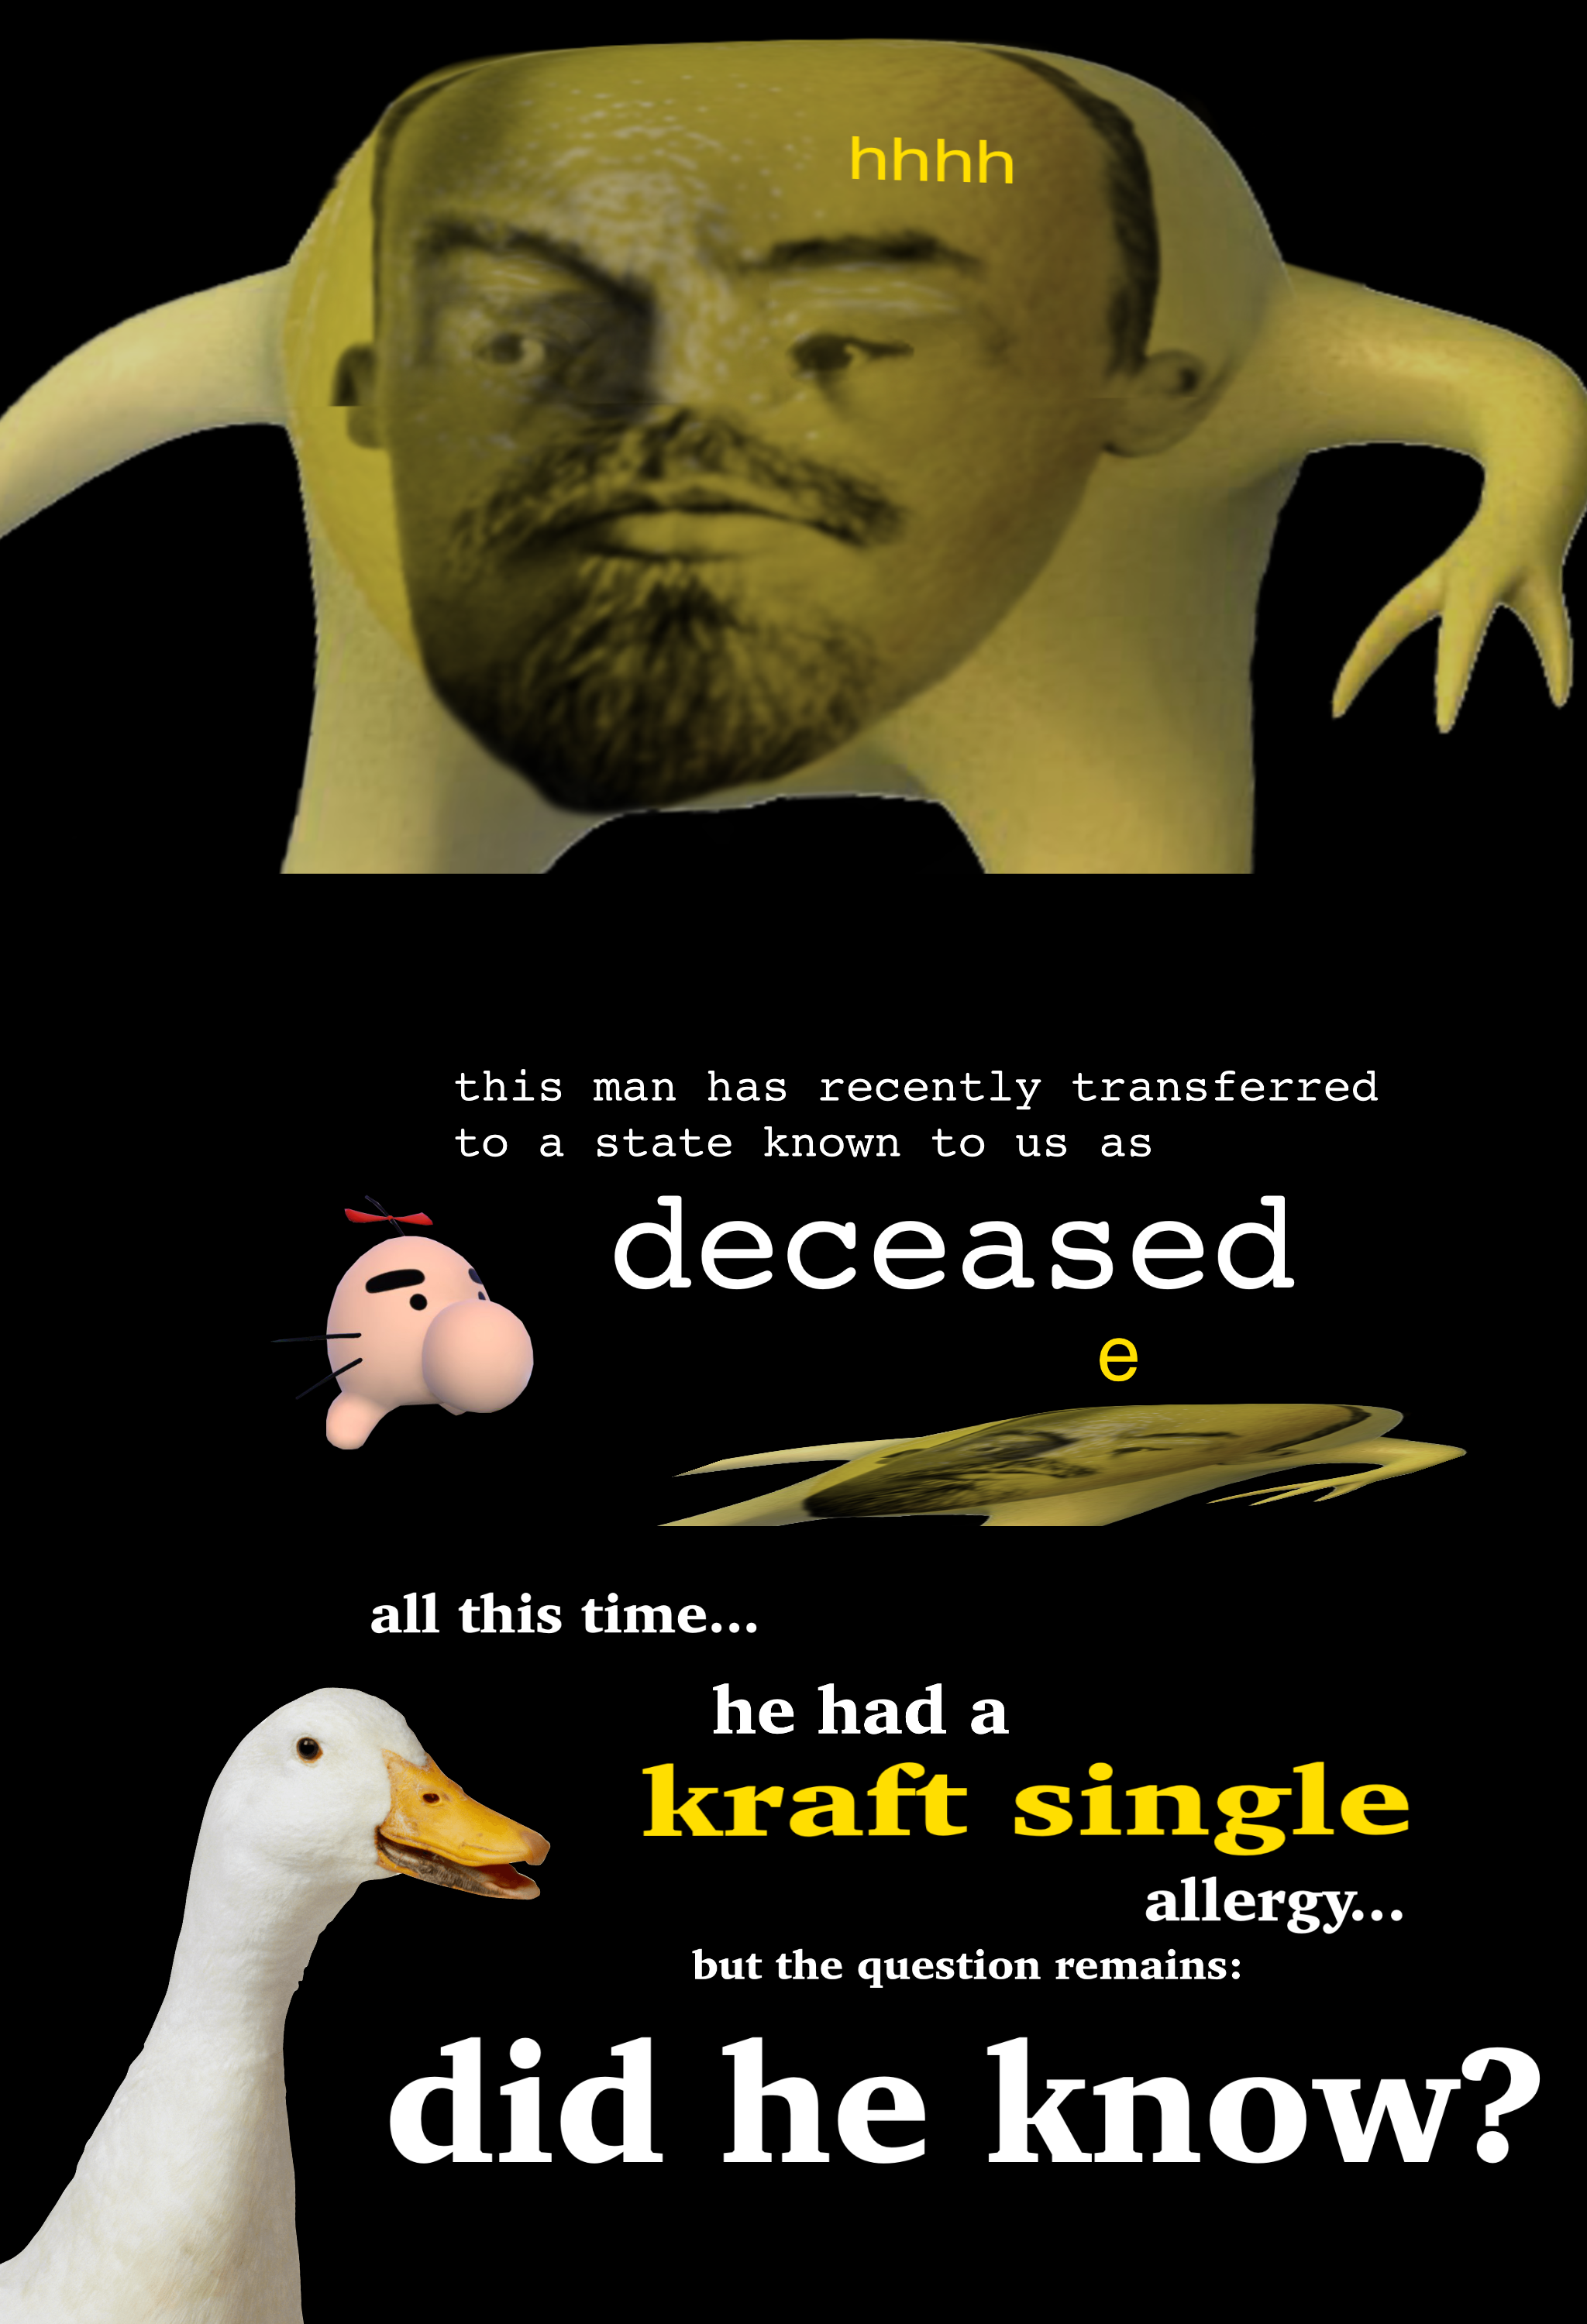 hhhh
this man has recently transferred
to a state known to us as
deceased
e
all this time...
he had a
kraft single
allergy...
but the question remains:
did he know?